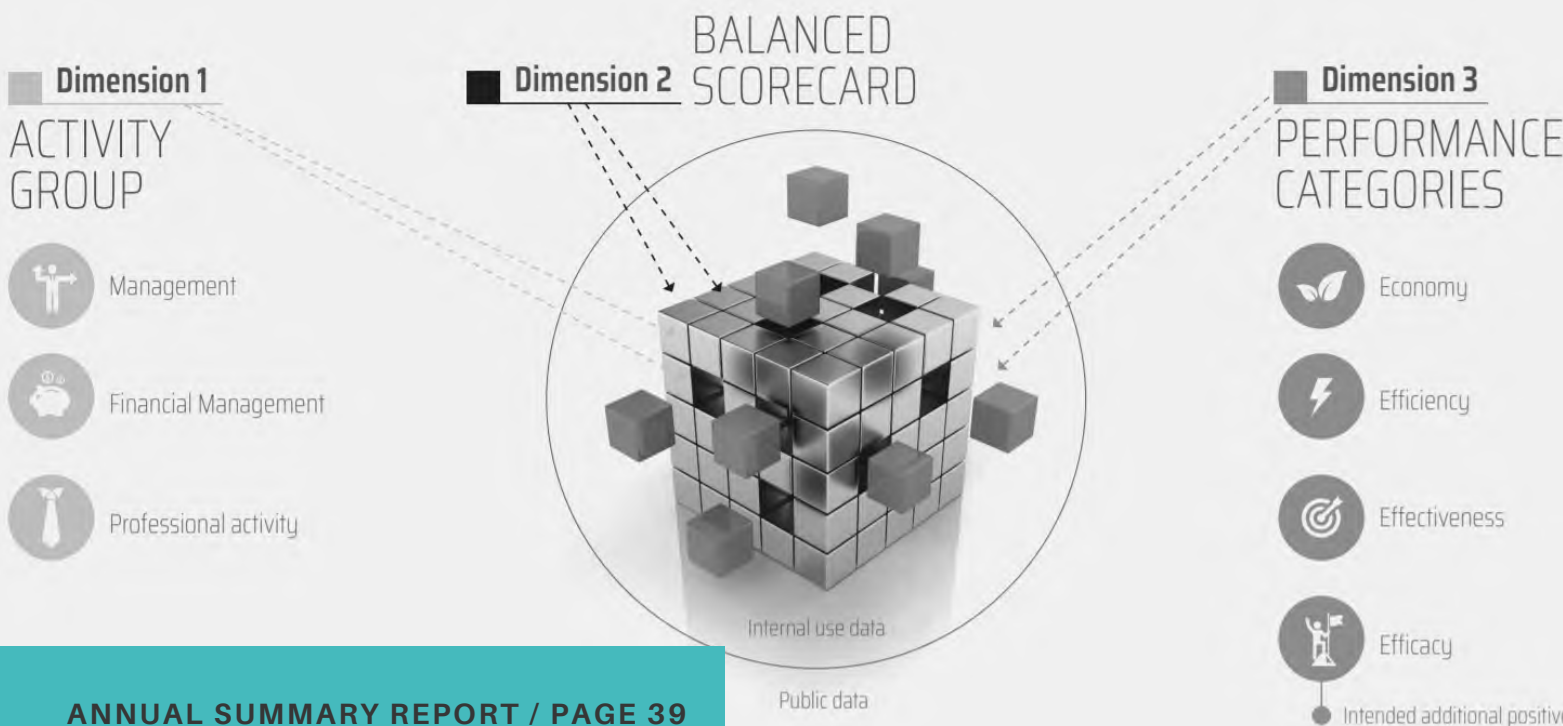 Dimension 1
ACTIVITY
GROUP
Management
Financial Management
Professional activity
Dimension 2
BALANCED
SCORECARD
Internal use data
Public data
Dimension 3
PERFORMANCE
CATEGORIES
Economy
Efficiency
Effectiveness
Efficacy
Intended additional
ANNUAL SUMMARY REPORT / PAGE 39